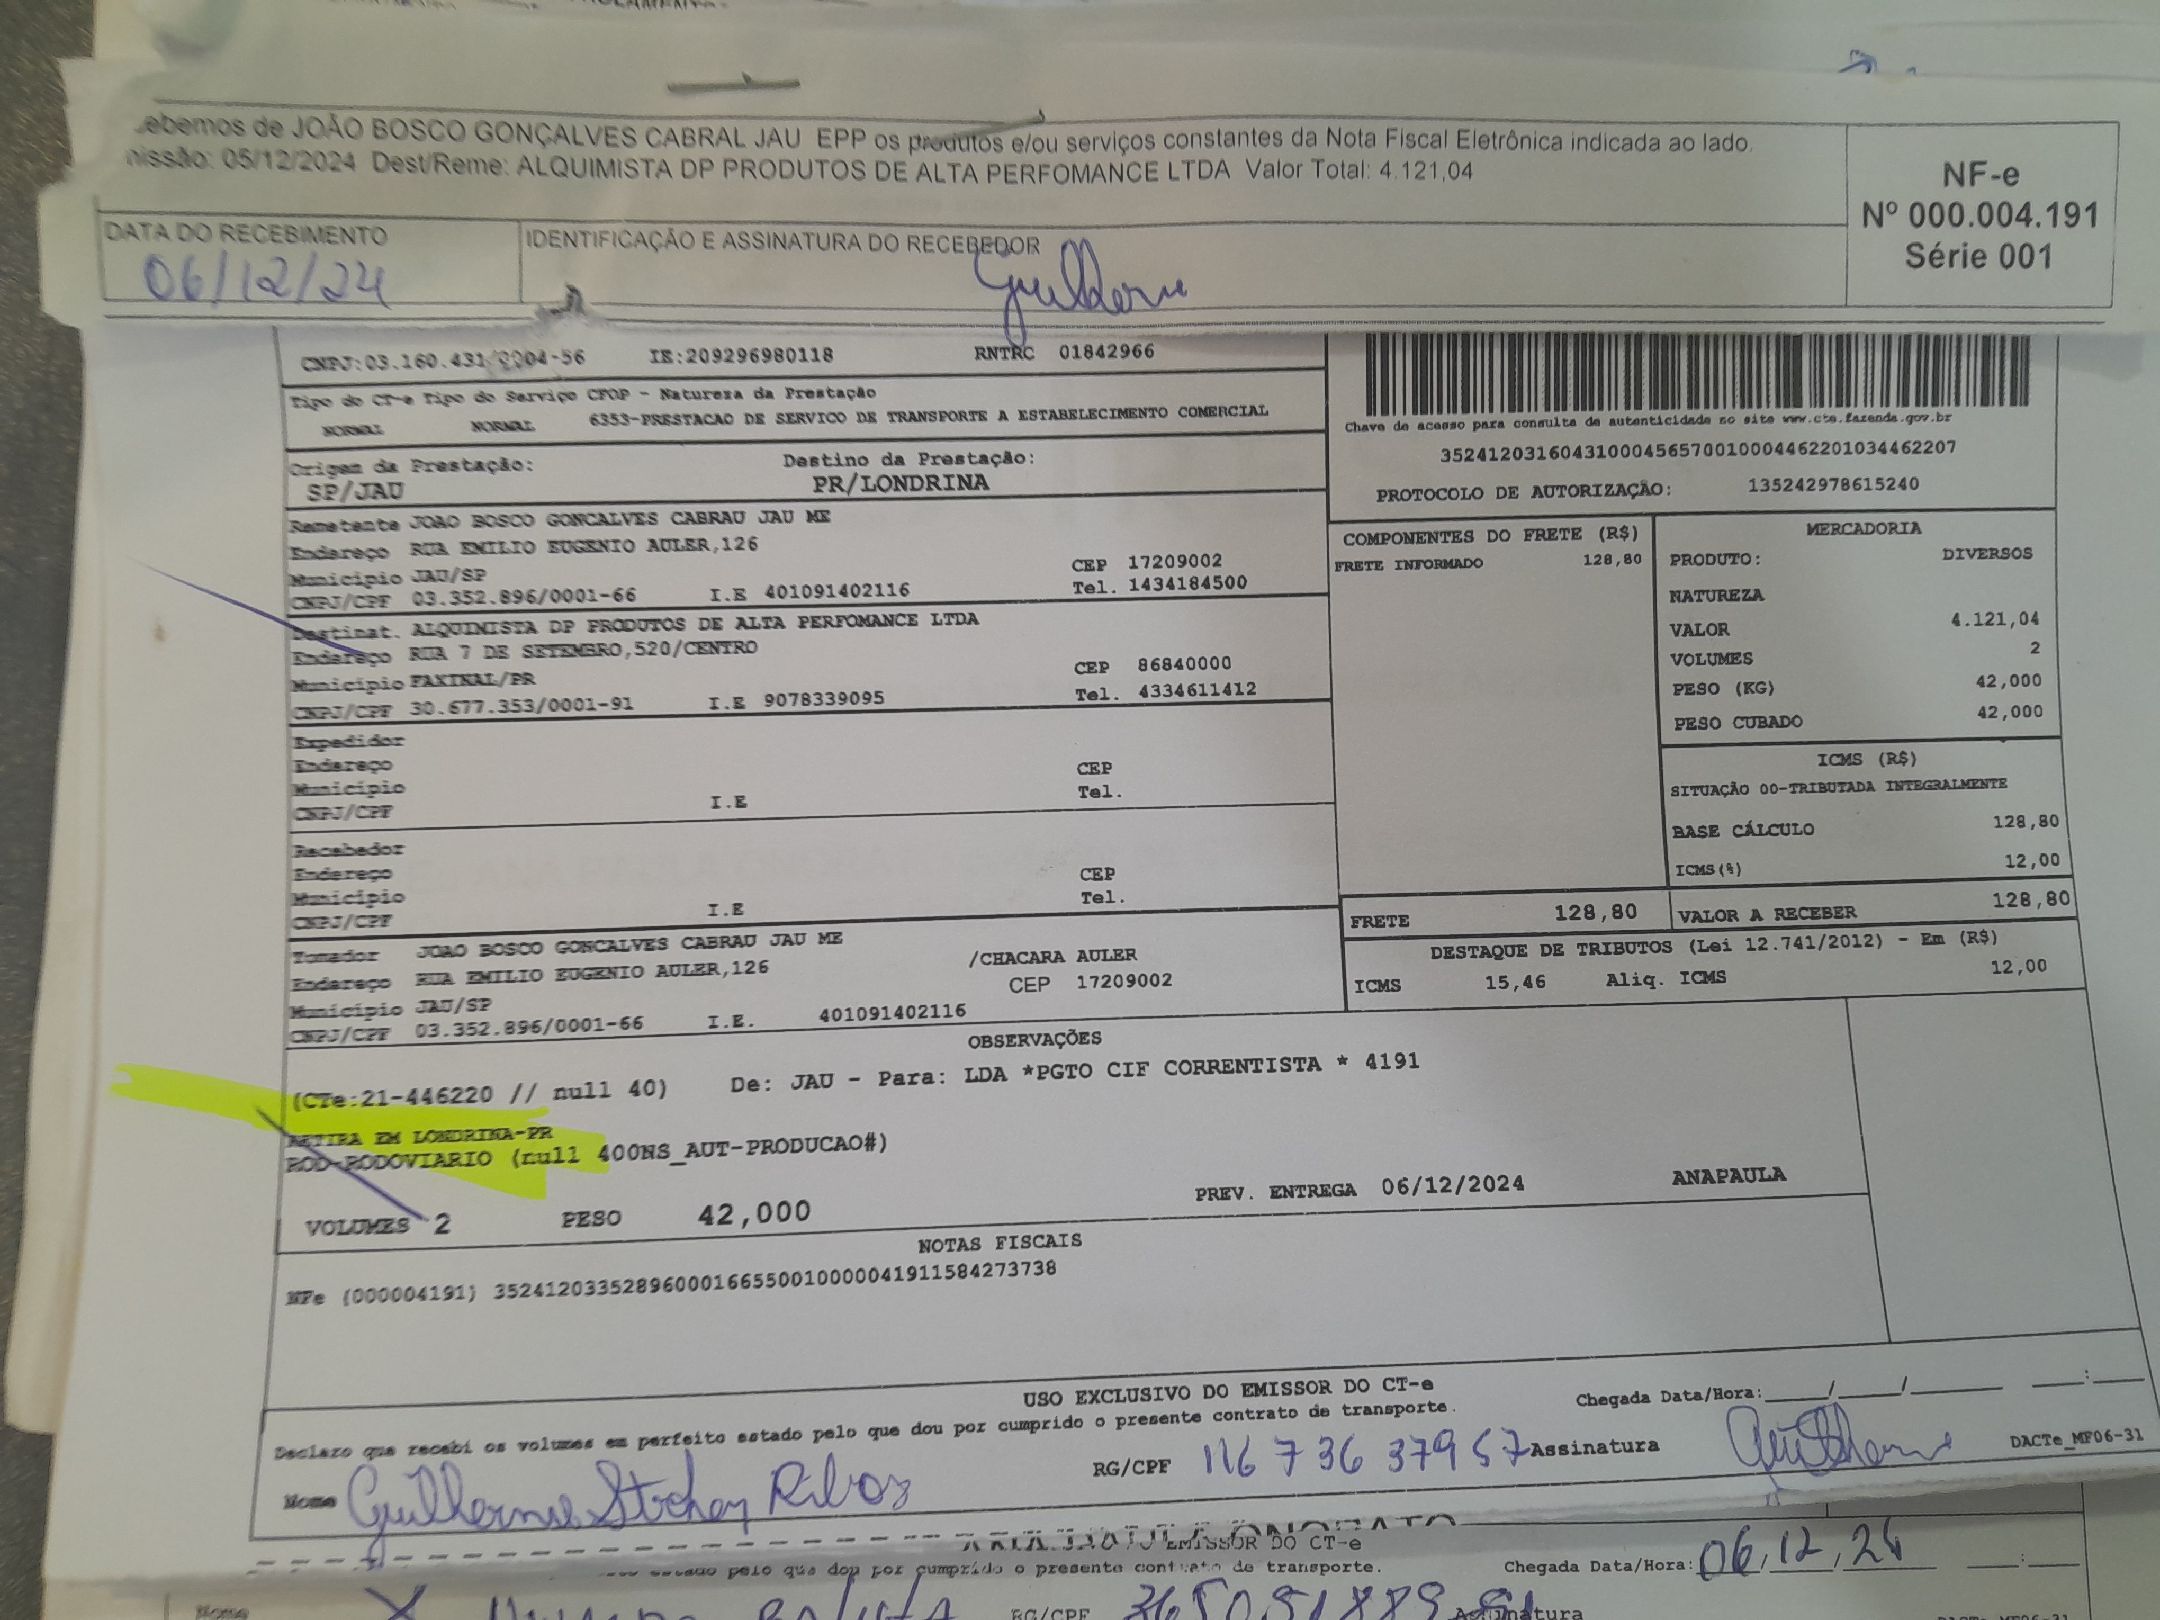 ebemos de JOÃO BOSCO GONÇALVES CABRAL JAU EPP os produtos e/ou serviços constantes da Nota Fiscal Eletrônica indicada ao lado.
missão: 05/12/2024 Dest/Reme: ALQUIMISTA DP PRODUTOS DE ALTA PERFOMANCE LTDA Valor Total: 4.121,04
NF-e
Nº 000.004.191
Série 001
DATA DO RECEBIMENTO
06/12/24
IDENTIFICAÇÃO E ASSINATURA DO RECEBEDOR
Guilherme
CNPJ:03.160.431/0004-56 IE:209296980118 RNTRC 01842966
Tipo do CT-e Tipo do Serviço CFOP - Natureza da Prestação
NORMAL NORMAL 6353-PRESTACAO DE SERVICO DE TRANSPORTE A ESTABELECIMENTO COMERCIAL
Chave de acesso para consulta de autenticidade no site www.cte.fazenda.gov.br
35241203160431000456570010004462201034462207
PROTOCOLO DE AUTORIZAÇÃO: 135242978615240
Origem da Prestação: Destino da Prestação:
SP/JAU PR/LONDRINA
Remetente JOAO BOSCO GONCALVES CABRAU JAU ME
Endereço RUA EMILIO EUGENIO AULER,126
Município JAU/SP CEP 17209002
CNPJ/CPF 03.352.896/0001-66 I.E 401091402116 Tel. 1434184500
Destinat. ALQUIMISTA DP PRODUTOS DE ALTA PERFOMANCE LTDA
Endereço RUA 7 DE SETEMBRO,520/CENTRO
Município FAXINAL/PR CEP 86840000
CNPJ/CPF 30.677.353/0001-91 I.E 9078339095 Tel. 4334611412
Expedidor
Endereço
Município CEP
CNPJ/CPF I.E Tel.
Recebedor
Endereço
Município CEP
CNPJ/CPF I.E Tel.
Tomador JOAO BOSCO GONCALVES CABRAU JAU ME
Endereço RUA EMILIO EUGENIO AULER,126 /CHACARA AULER
Município JAU/SP CEP 17209002
CNPJ/CPF 03.352.896/0001-66 I.E. 401091402116
COMPONENTES DO FRETE (R$)
FRETE INFORMADO 128,80
MERCADORIA
PRODUTO: DIVERSOS
NATUREZA
VALOR 4.121,04
VOLUMES 2
PESO (KG) 42,000
PESO CUBADO 42,000
ICMS (R$)
SITUAÇÃO 00-TRIBUTADA INTEGRALMENTE
BASE CÁLCULO 128,80
ICMS(%) 12,00
FRETE 128,80 VALOR A RECEBER 128,80
DESTAQUE DE TRIBUTOS (Lei 12.741/2012) - Em (R$)
ICMS 15,46 Aliq. ICMS 12,00
OBSERVAÇÕES
(CTe:21-446220 // null 40) De: JAU - Para: LDA *PGTO CIF CORRENTISTA * 4191
RETIRA EM LONDRINA-PR
ROD-RODOVIARIO (null 400NS_AUT-PRODUCAO#)
VOLUMES 2 PESO 42,000 PREV. ENTREGA 06/12/2024 ANAPAULA
NOTAS FISCAIS
NFe (000004191) 35241203352896000166550010000041911584273738
USO EXCLUSIVO DO EMISSOR DO CT-e
Declaro que recebi os volumes em perfeito estado pelo que dou por cumprido o presente contrato de transporte. Chegada Data/Hora:___/___/___ __:__
Nome Guilherme RG/CPF 116 736 379 57 Assinatura Guilherme DACTe_MF06-31
EMISSOR DO CT-e
pelo que dou por cumprido o presente contrato de transporte. Chegada Data/Hora: 06/12/24
Nome RG/CPF Assinatura